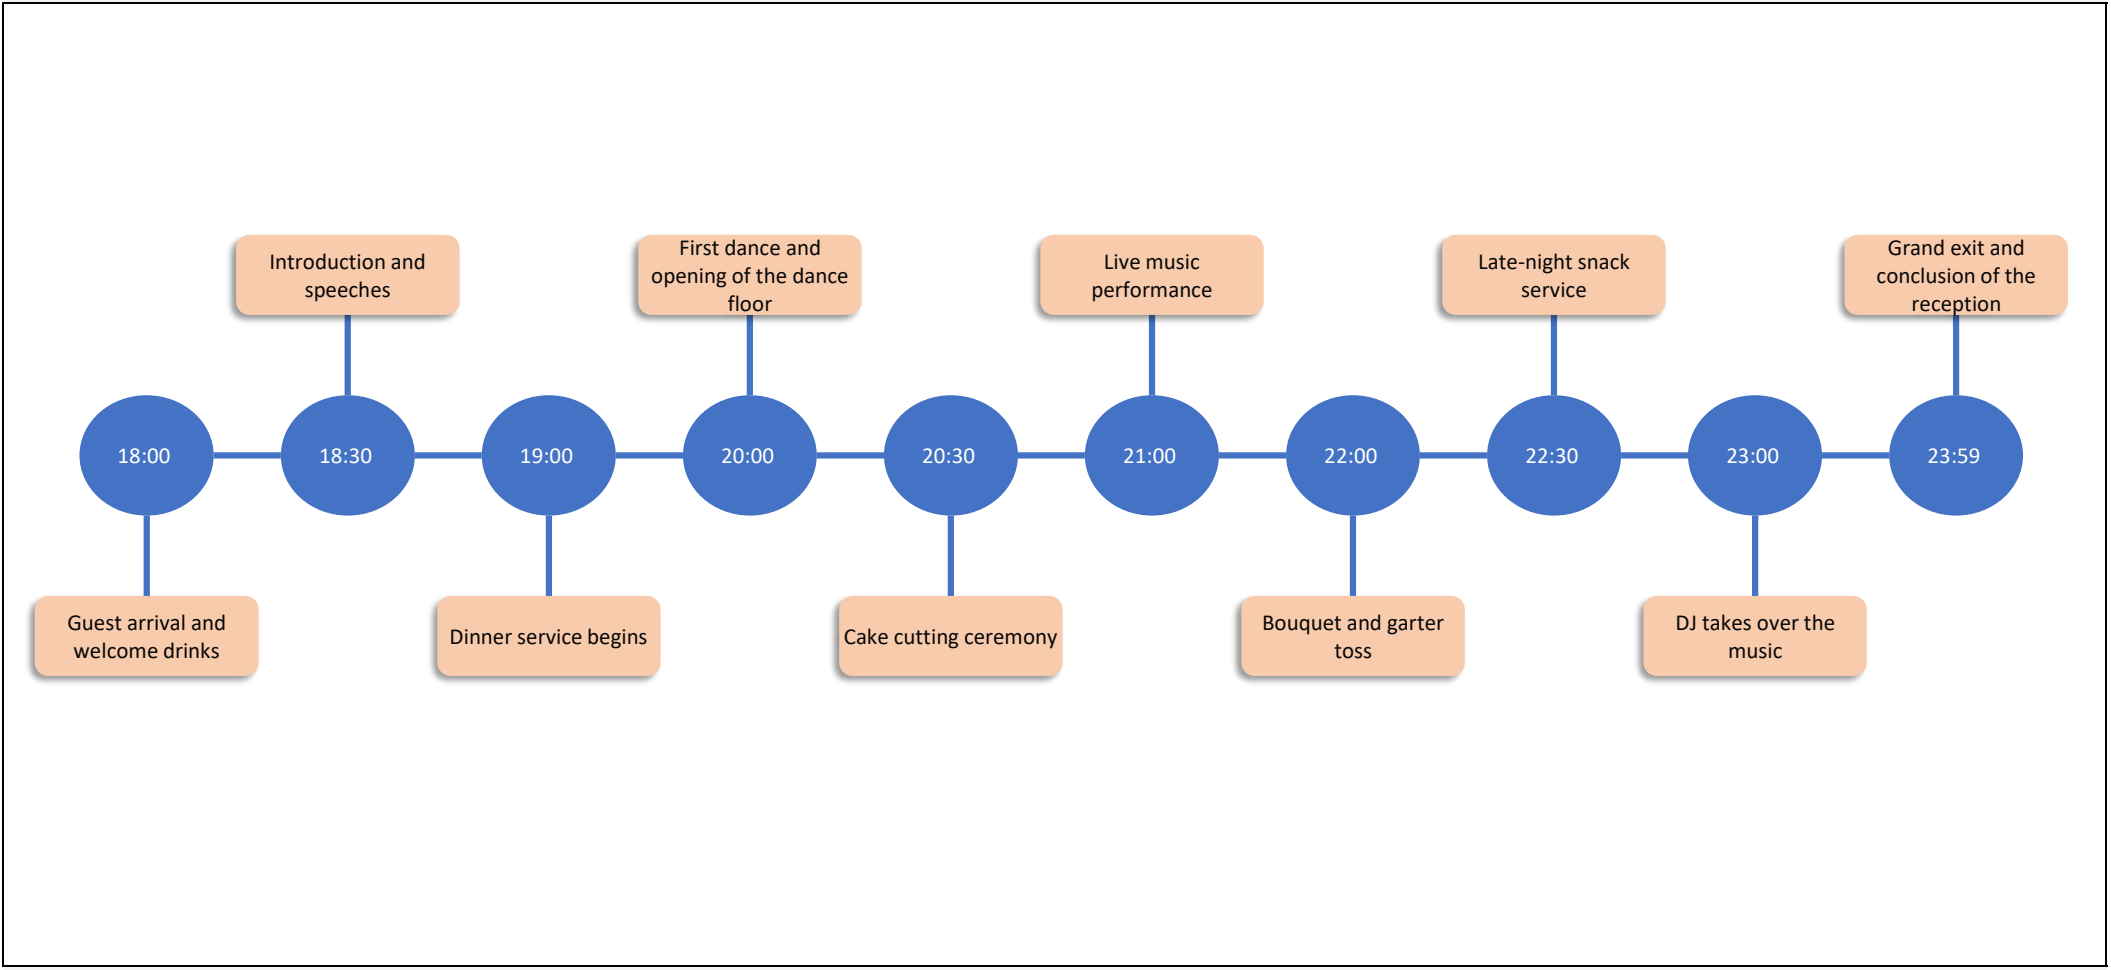 Introduction and
speeches
First dance and
opening of the dance
floor
Live music
performance
Late-night snack
service
Grand exit and
conclusion of the
reception
18:00
18:30
19:00
20:00
20:30
21:00
22:00
22:30
23:00
23:59
Guest arrival and
welcome drinks
Dinner service begins
Cake cutting ceremony
Bouquet and garter
toss
DJ takes over the
music